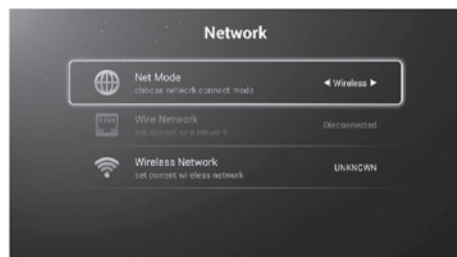 Network
Net Mode
choose network connect mode
◀ Wireless ▶
Wire Network
set current wire network
Disconnected
Wireless Network
set current wireless network
UNKNOWN